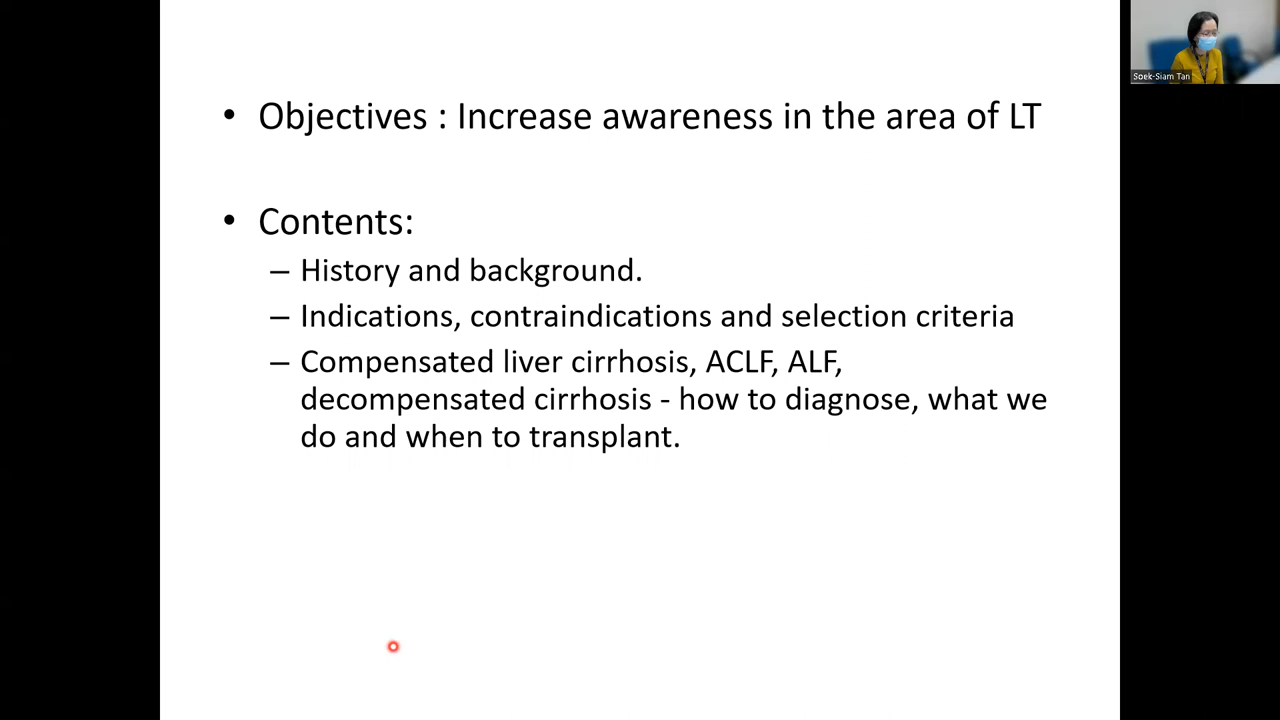 • Objectives : Increase awareness in the area of LT
• Contents:
– History and background.
– Indications, contraindications and selection criteria
– Compensated liver cirrhosis, ACLF, ALF,
decompensated cirrhosis - how to diagnose, what we
do and when to transplant.
Soek-Siam Tan